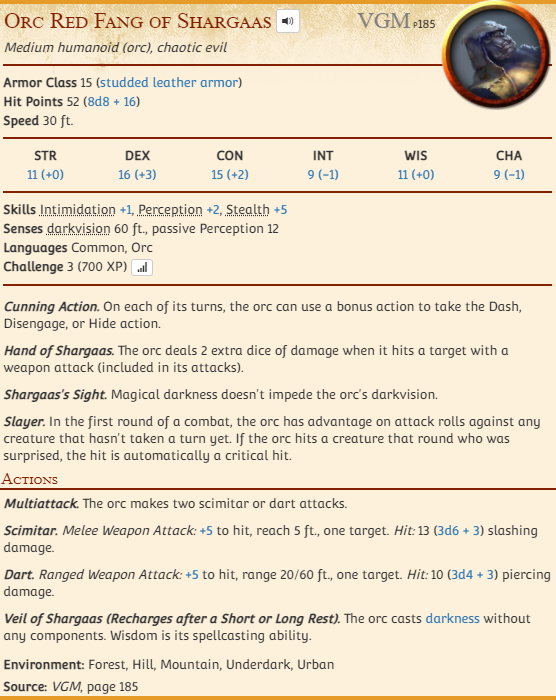 Orc Red Fang of Shargaas VGM P185
Medium humanoid (orc), chaotic evil
Armor Class 15 (studded leather armor)
Hit Points 52 (8d8 + 16)
Speed 30 ft.
STR DEX CON INT WIS CHA
11 (+0) 16 (+3) 15 (+2) 9 (−1) 11 (+0) 9 (−1)
Skills Intimidation +1, Perception +2, Stealth +5
Senses darkvision 60 ft., passive Perception 12
Languages Common, Orc
Challenge 3 (700 XP)
Cunning Action. On each of its turns, the orc can use a bonus action to take the Dash,
Disengage, or Hide action.
Hand of Shargaas. The orc deals 2 extra dice of damage when it hits a target with a
weapon attack (included in its attacks).
Shargaas's Sight. Magical darkness doesn't impede the orc's darkvision.
Slayer. In the first round of a combat, the orc has advantage on attack rolls against any
creature that hasn't taken a turn yet. If the orc hits a creature that round who was
surprised, the hit is automatically a critical hit.
Actions
Multiattack. The orc makes two scimitar or dart attacks.
Scimitar. Melee Weapon Attack: +5 to hit, reach 5 ft., one target. Hit: 13 (3d6 + 3) slashing
damage.
Dart. Ranged Weapon Attack: +5 to hit, range 20/60 ft., one target. Hit: 10 (3d4 + 3) piercing
damage.
Veil of Shargaas (Recharges after a Short or Long Rest). The orc casts darkness without
any components. Wisdom is its spellcasting ability.
Environment: Forest, Hill, Mountain, Underdark, Urban
Source: VGM, page 185